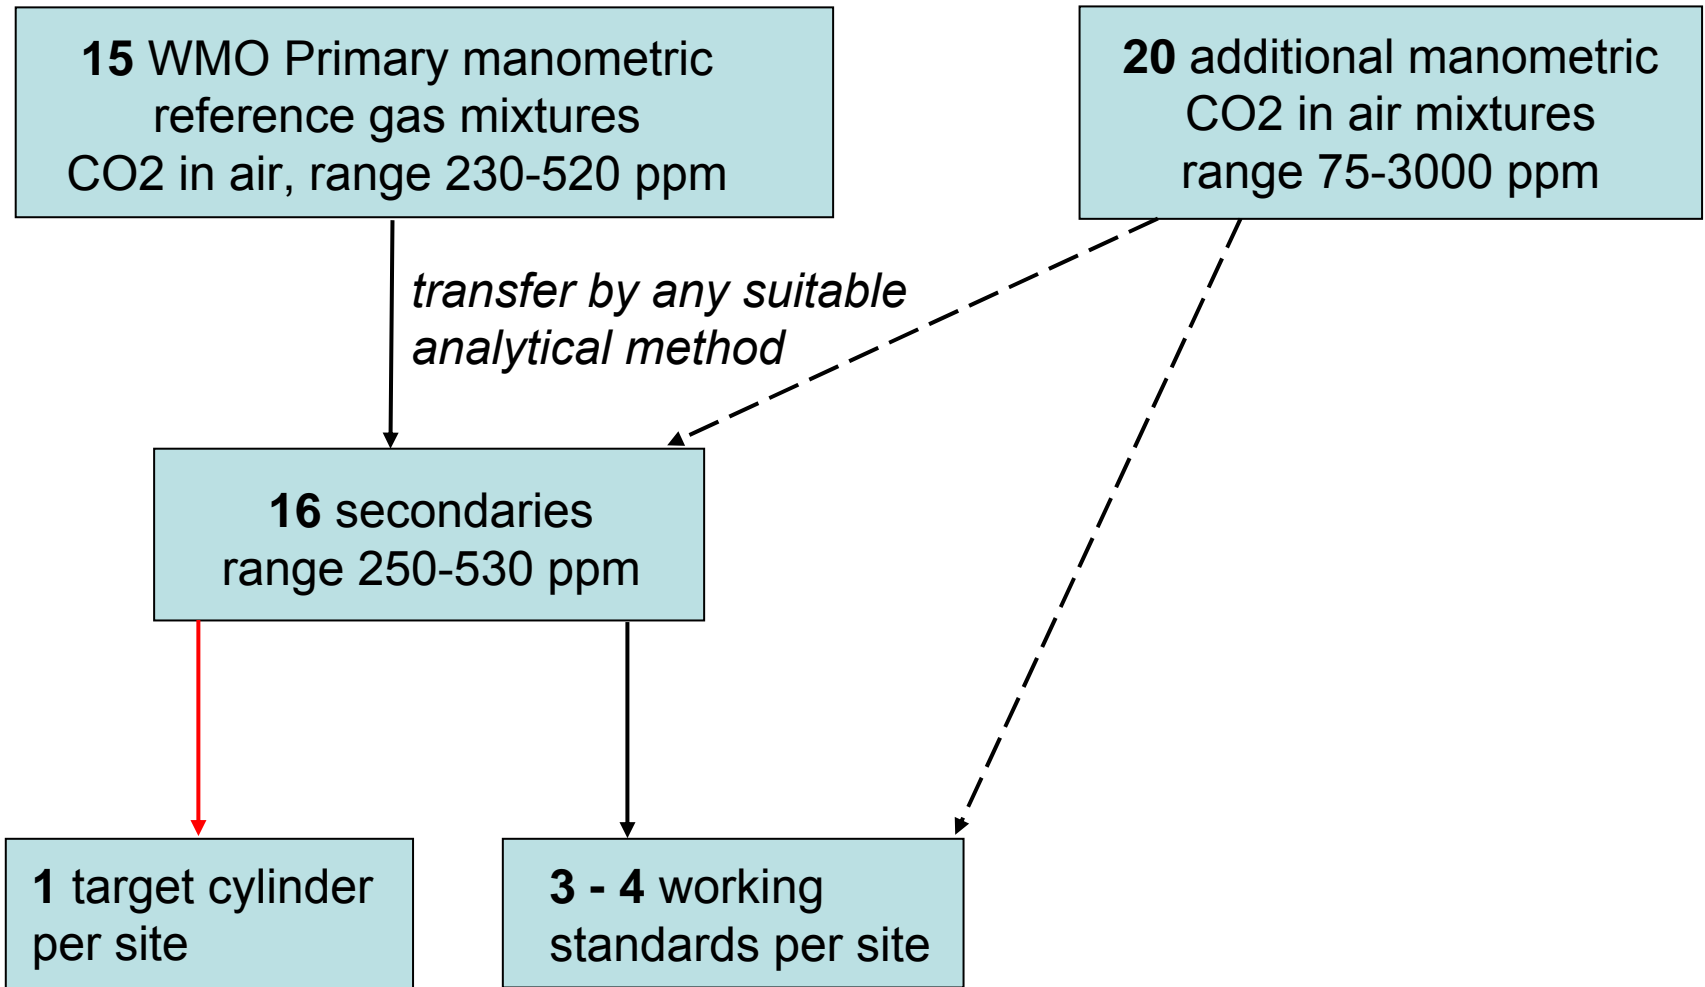 15 WMO Primary manometric
reference gas mixtures
CO2 in air, range 230-520 ppm
20 additional manometric
CO2 in air mixtures
range 75-3000 ppm
transfer by any suitable
analytical method
16 secondaries
range 250-530 ppm
1 target cylinder
per site
3 - 4 working
standards per site